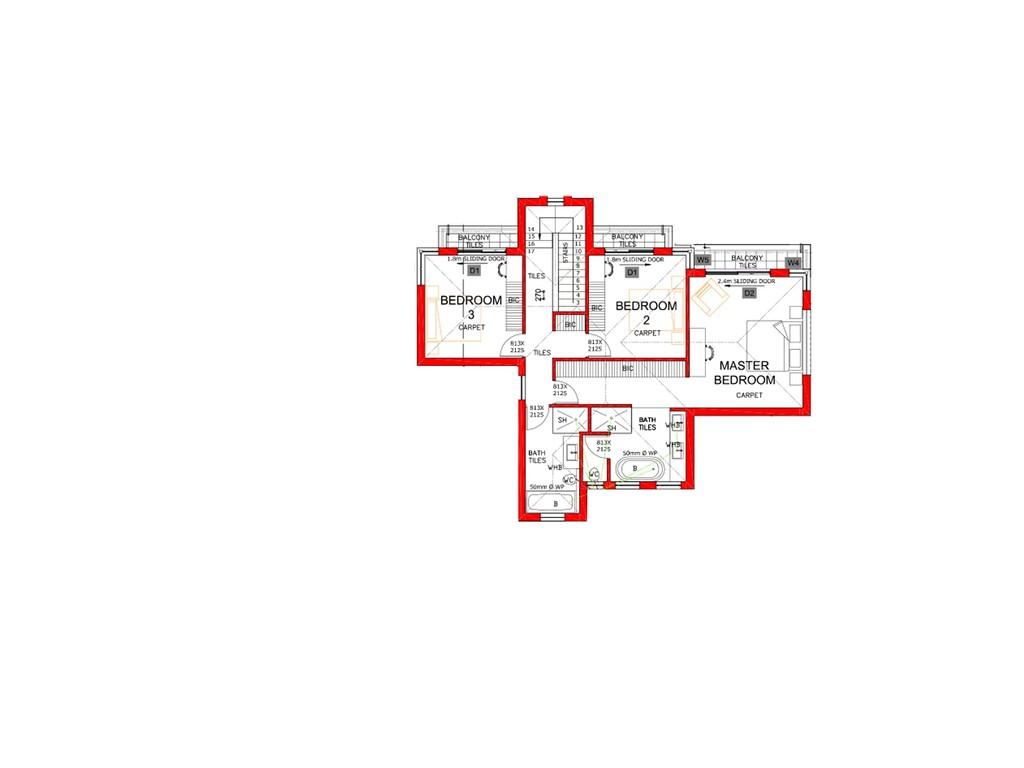 14
15
16
17
13
12
11
10
9
8
7
6
5
4
3
STAIRS
BALCONY
TILES
BALCONY
TILES
W5
BALCONY
TILES
W4
1.8m SLIDING DOOR
D1
1.8m SLIDING DOOR
D1
2.4m SLIDING DOOR
D2
TILES
270
BEDROOM
3
CARPET
BIC
BIC
BEDROOM
2
CARPET
BIC
813X
2125
TILES
813X
2125
BIC
MASTER
BEDROOM
CARPET
813X
2125
813X
2125
SH
SH
BATH
TILES
WHB
WHB
813X
2125
BATH
TILES
WHB
50mm Ø WP
B
WC
WC
50mm Ø WP
B